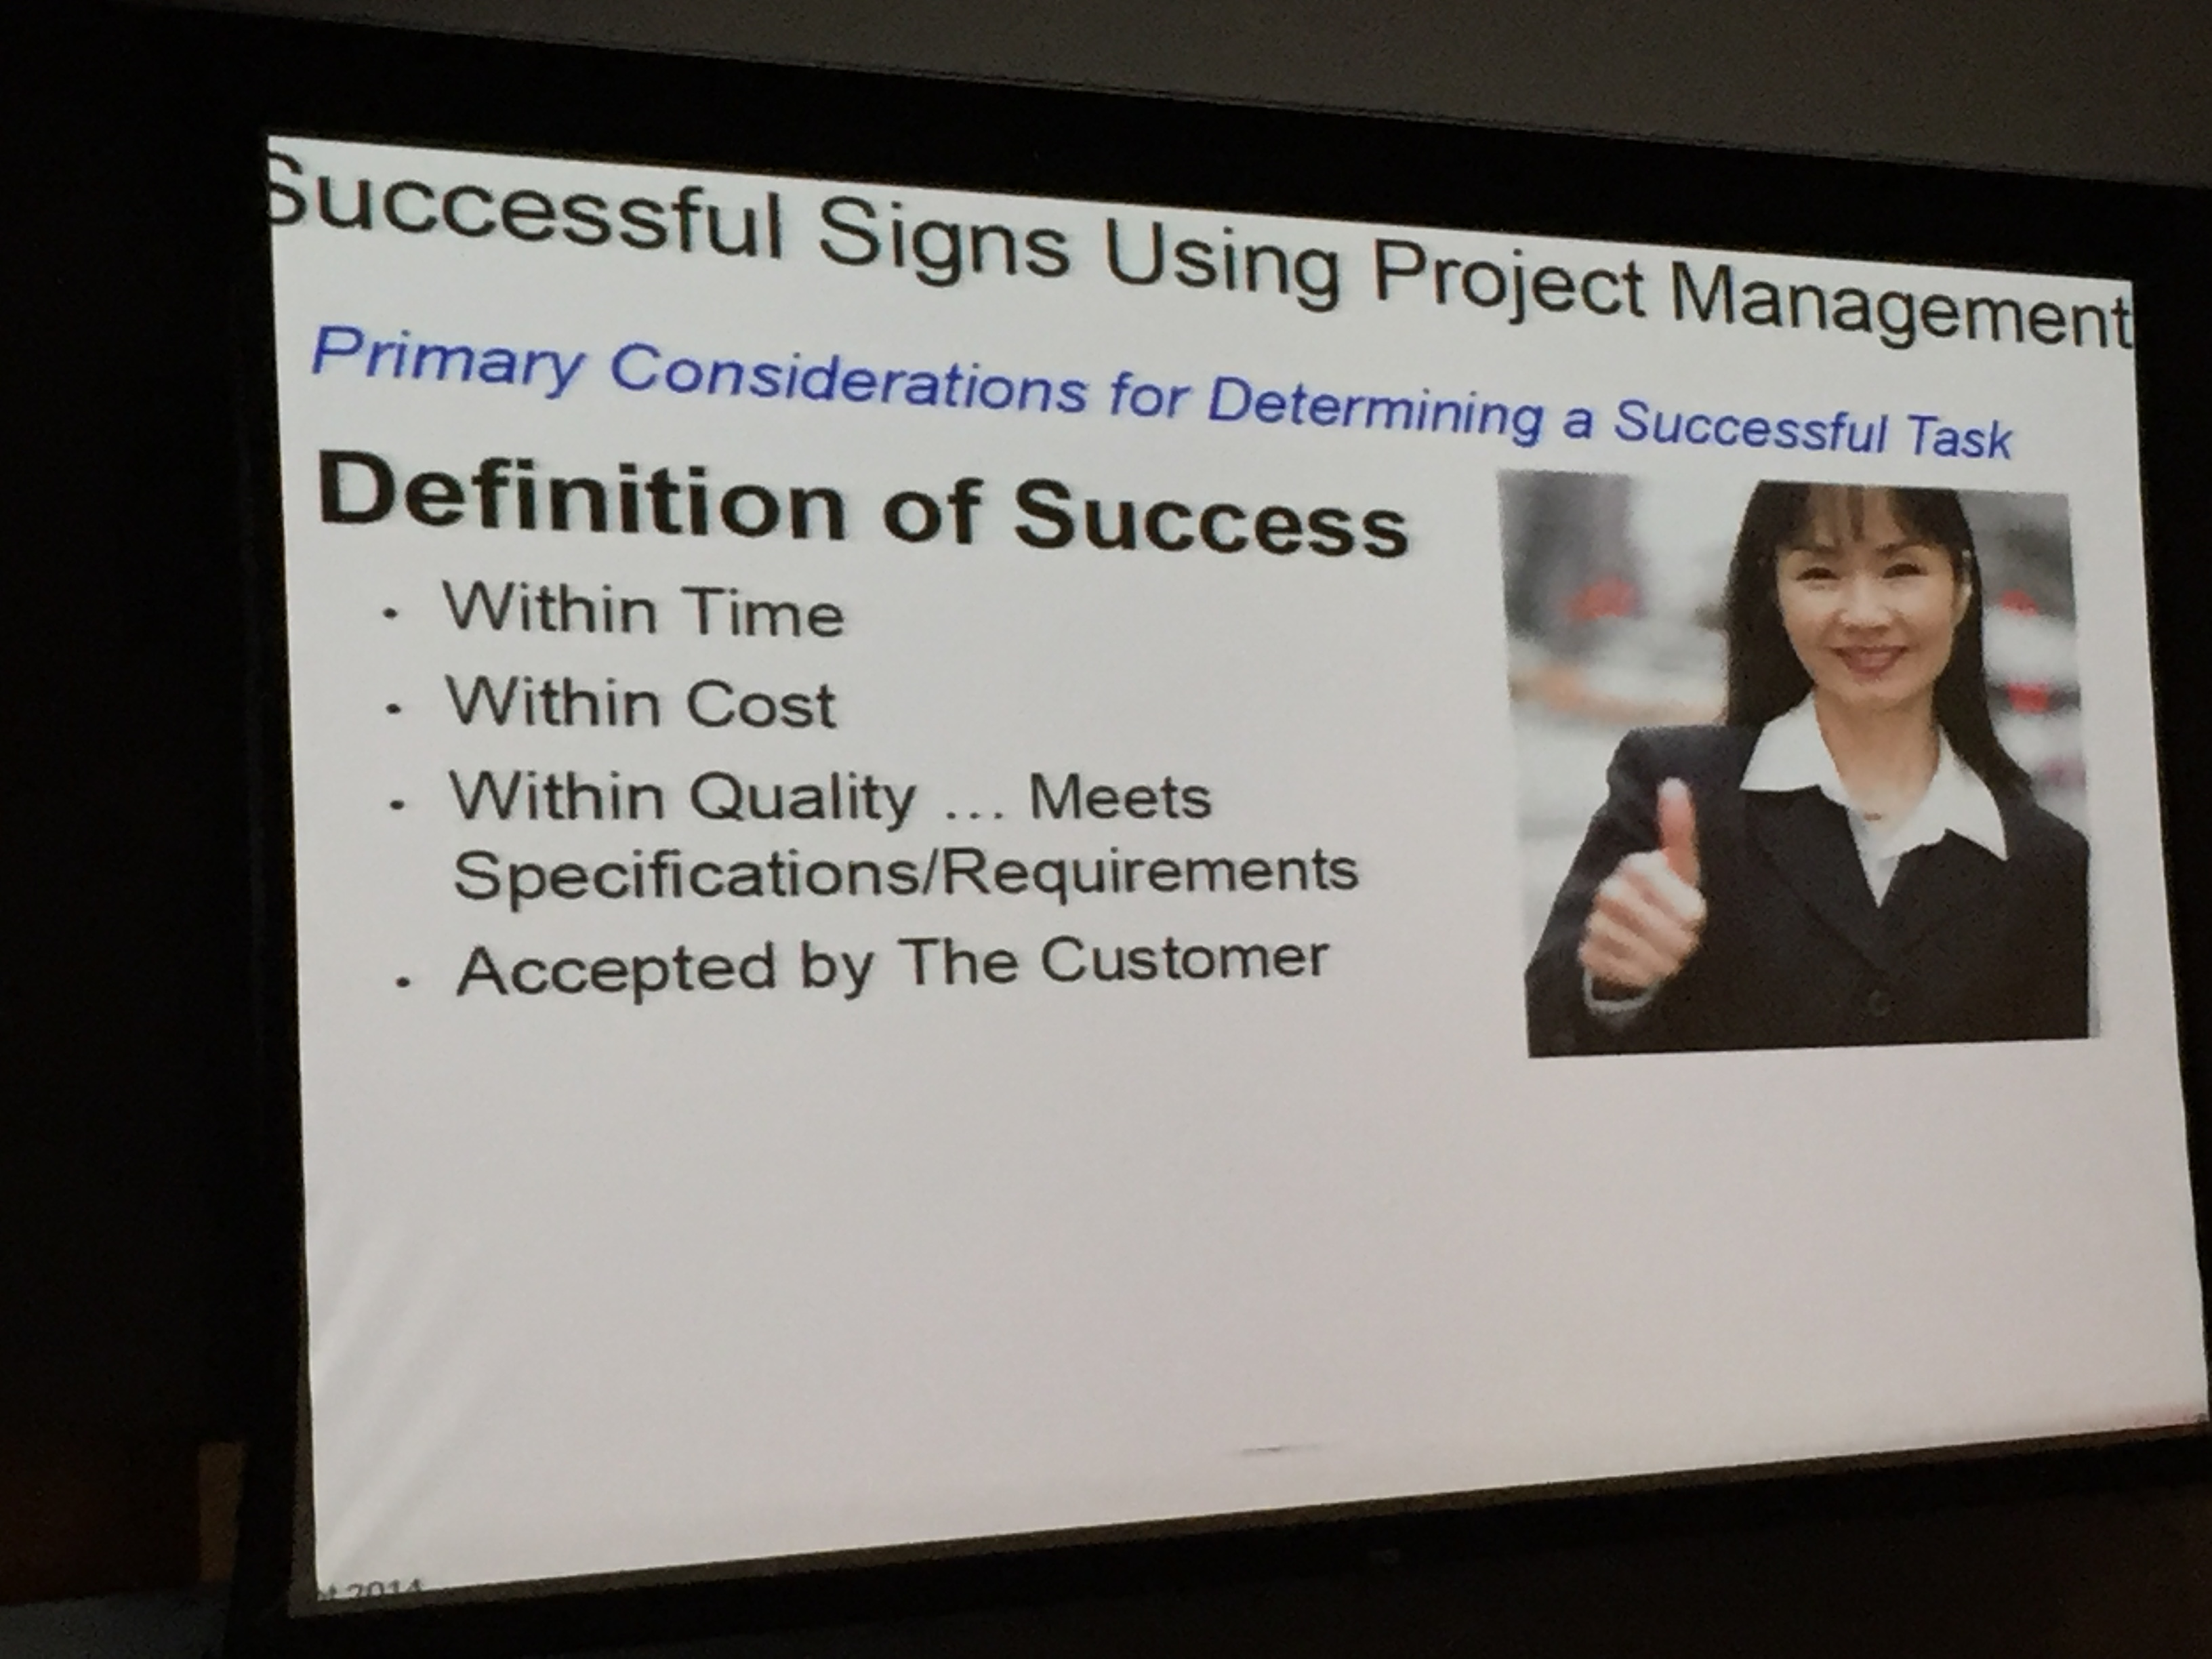 Successful Signs Using Project Management
Primary Considerations for Determining a Successful Task
Definition of Success
• Within Time
• Within Cost
• Within Quality … Meets
Specifications/Requirements
• Accepted by The Customer
2014